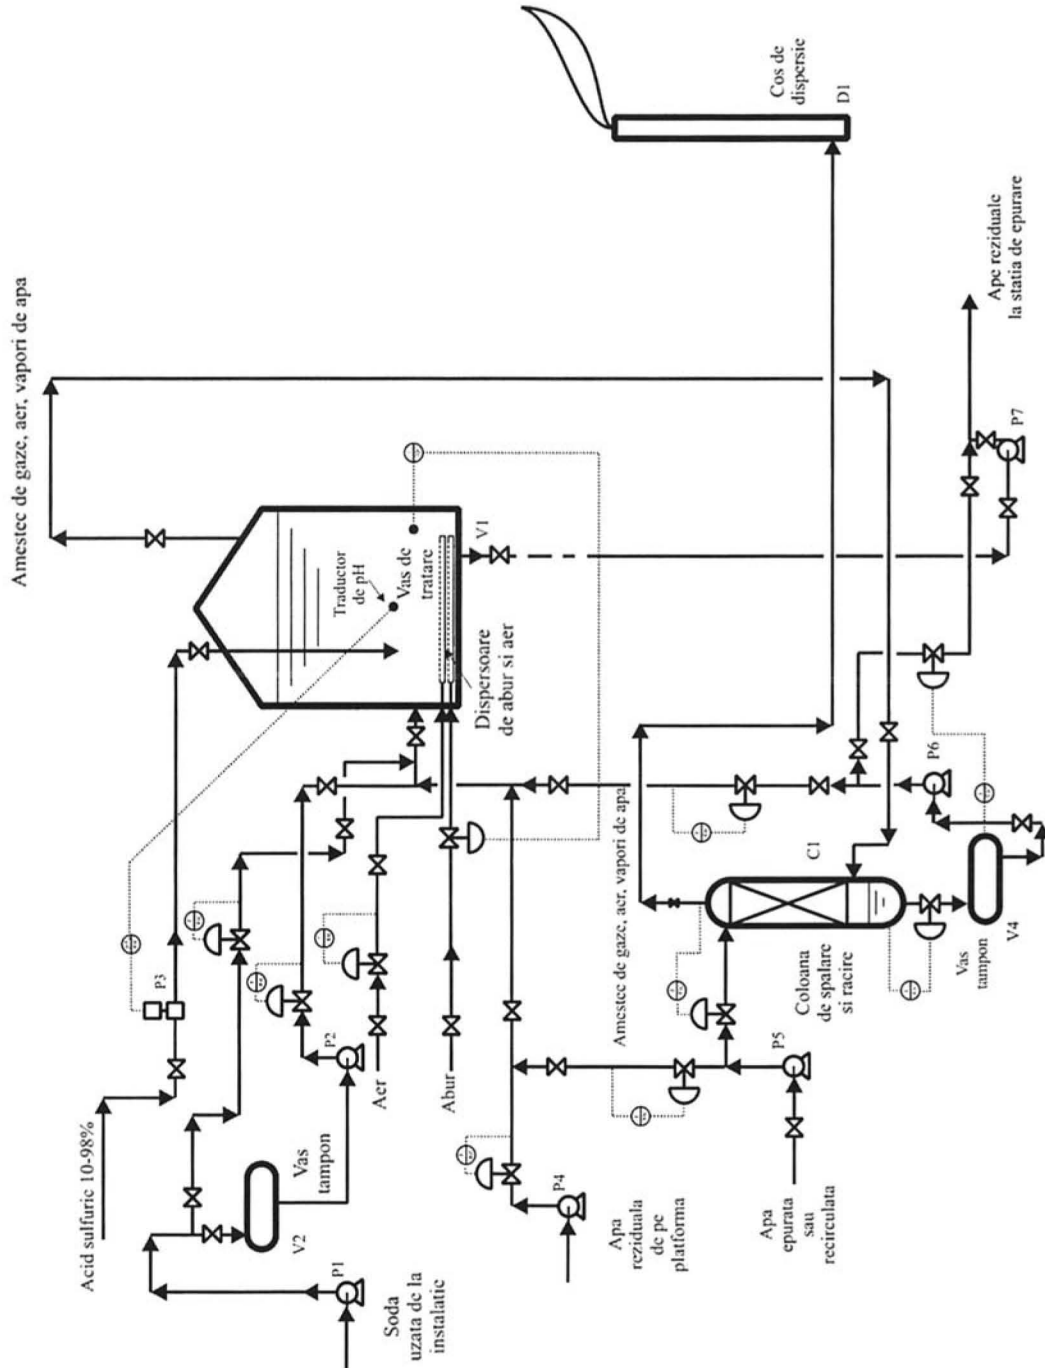 Amestec de gaze, aer, vapori de apa
Acid sulfuric 10-98%
P3
Traductor
de pH
Vas de
tratare
V1
Dispersoare
de abur si aer
Cos de
dispersie
D1
Vas
tampon
V2
P2
P1
Soda
uzata de la
instalatie
Aer
Abur
Amestec de gaze, aer, vapori de apa
Ape reziduale
la statia de epurare
P7
P6
C1
Coloana
de spalare
si racire
Vas
tampon
V4
P5
P4
Apa
reziduala
de pe
platforma
Apa
epurata
sau
recirculata